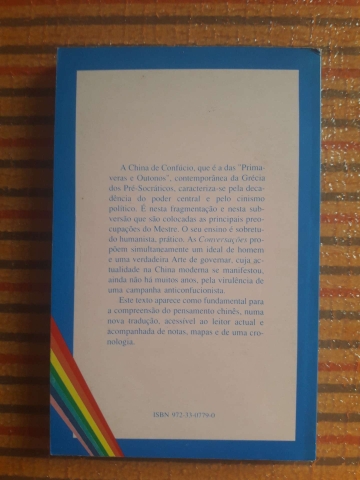 A China de Confúcio, que é a das "Prima-
veras e Outonos", contemporânea da Grécia
dos Pré-Socráticos, caracteriza-se pela deca-
dência do poder central e pelo cinismo
político. É nesta fragmentação e nesta sub-
versão que são colocadas as principais preo-
cupações do Mestre. O seu ensino é sobretu-
do humanista, prático. As Conversações pro-
põem simultaneamente um ideal de homem
e uma verdadeira Arte de governar, cuja ac-
tualidade na China moderna se manifestou,
ainda não há muitos anos, pela virulência de
uma campanha anticonfucionista.
Este texto aparece como fundamental para
a compreensão do pensamento chinês, numa
nova tradução, acessível ao leitor actual e
acompanhada de notas, mapas e de uma cro-
nologia.
ISBN 972-33-0779-0